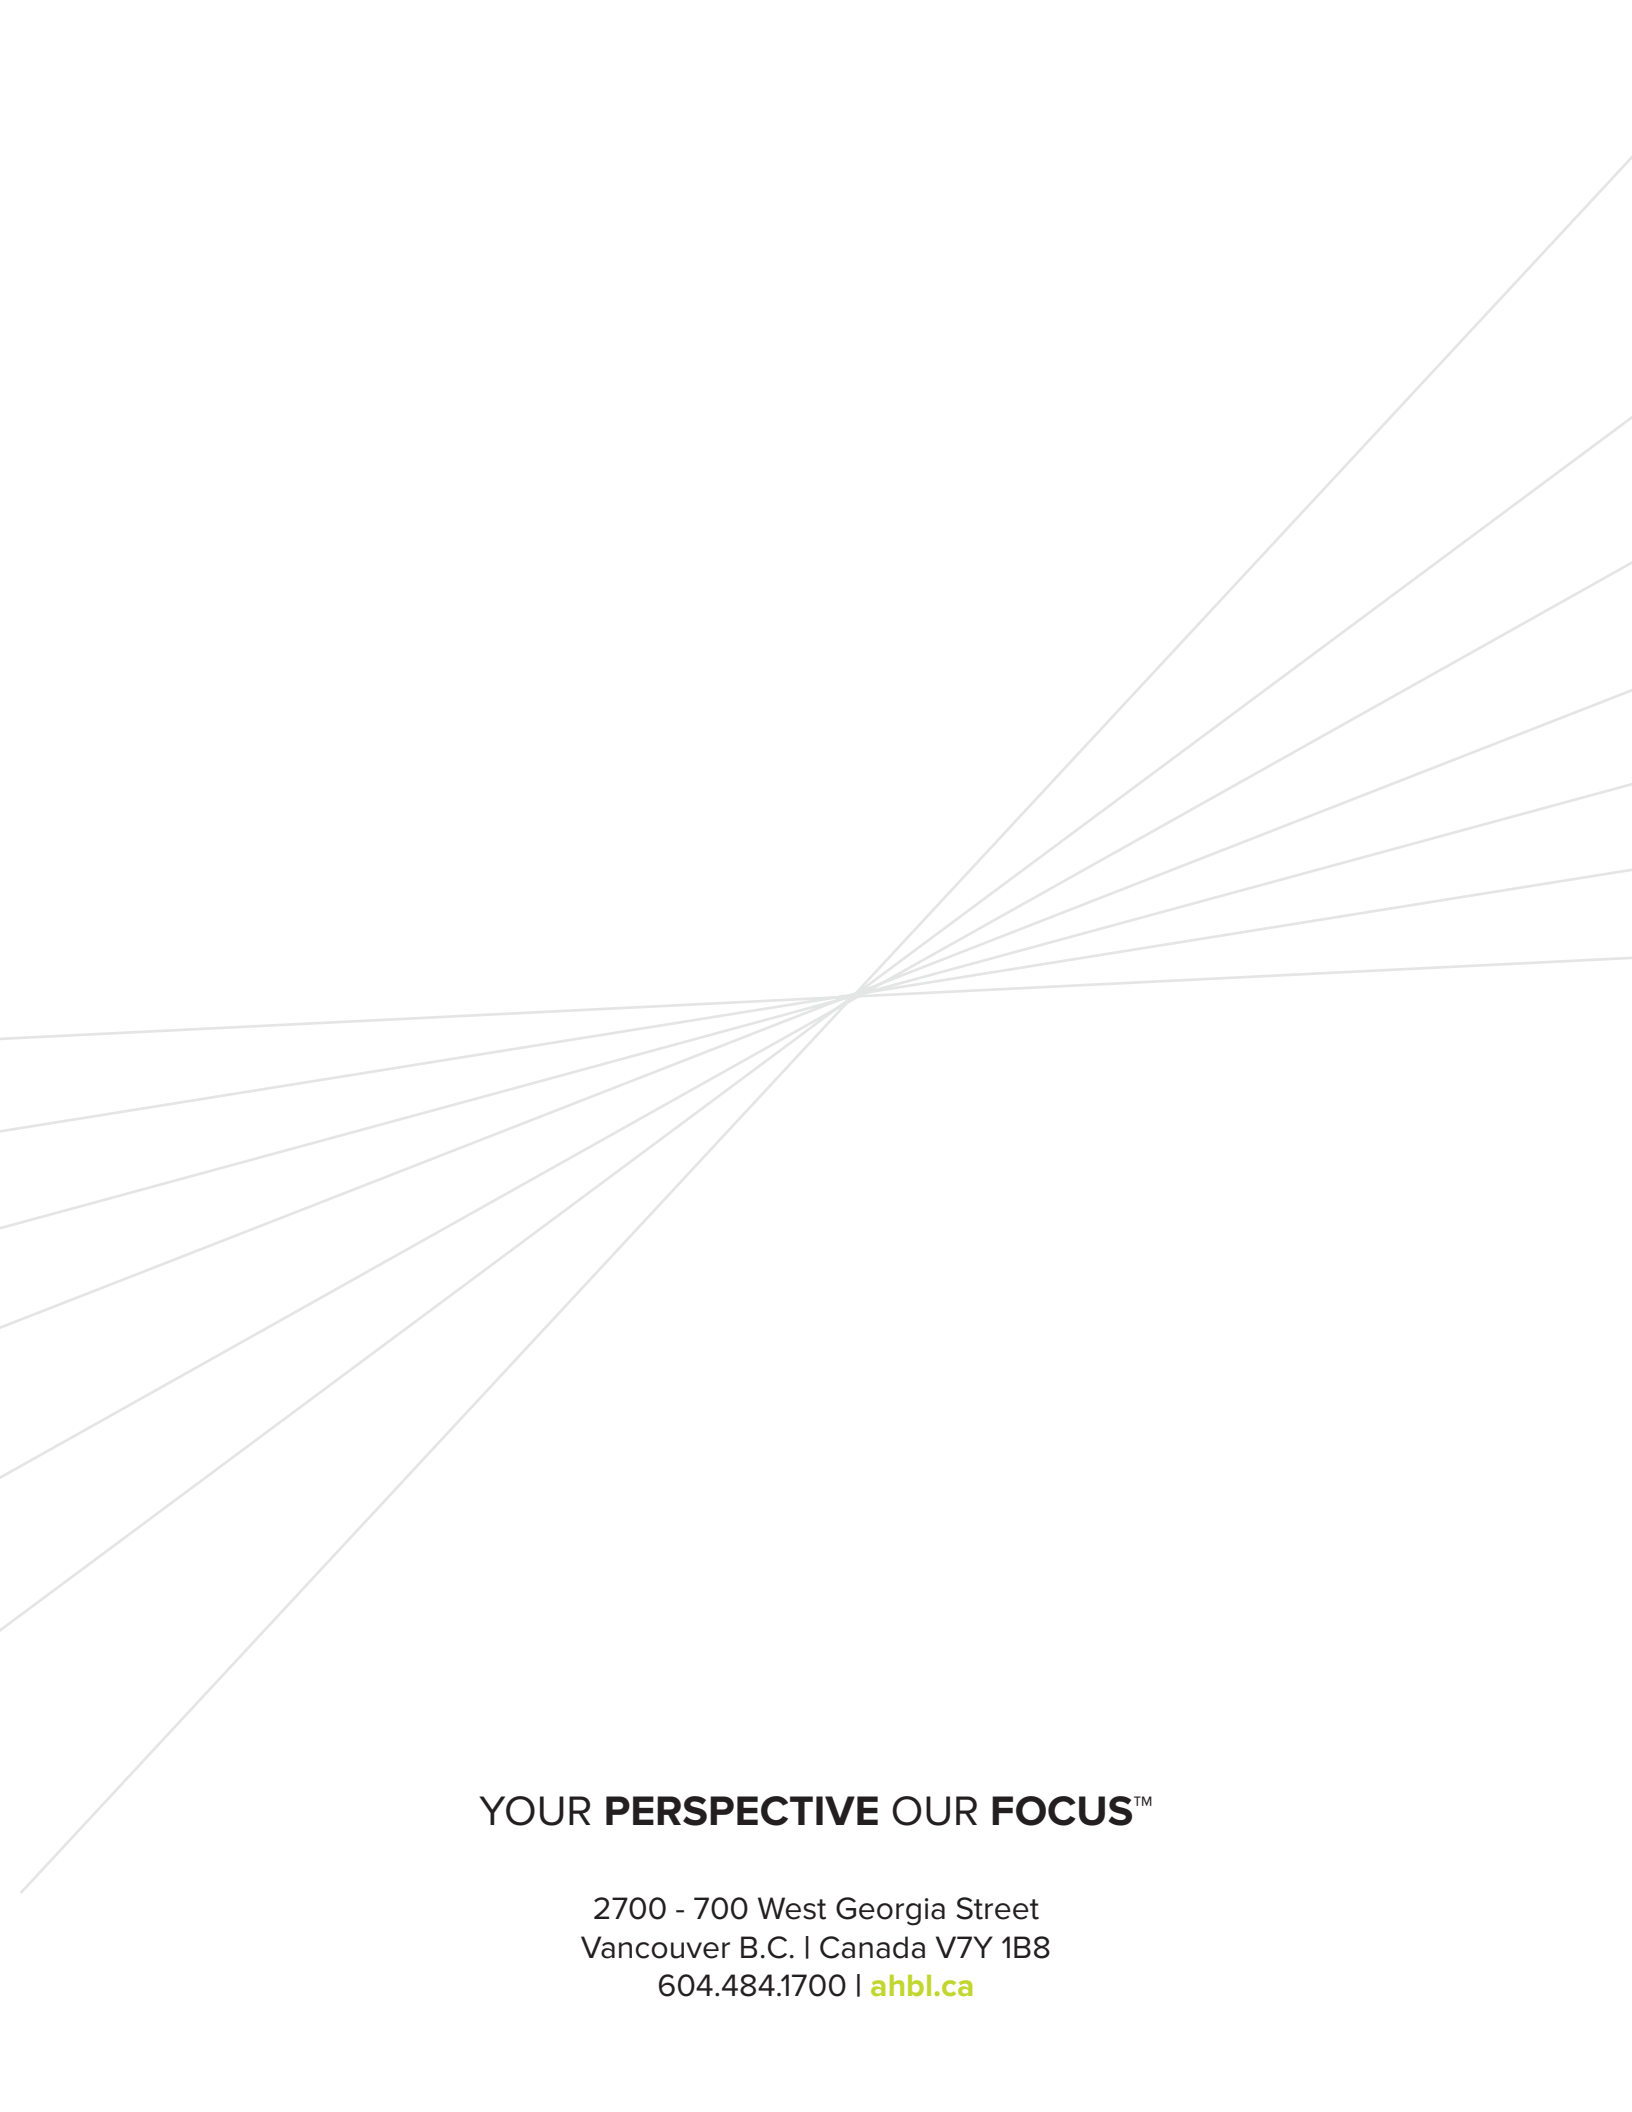 YOUR PERSPECTIVE OUR FOCUS™
2700 - 700 West Georgia Street
Vancouver B.C. | Canada V7Y 1B8
604.484.1700 | ahbl.ca